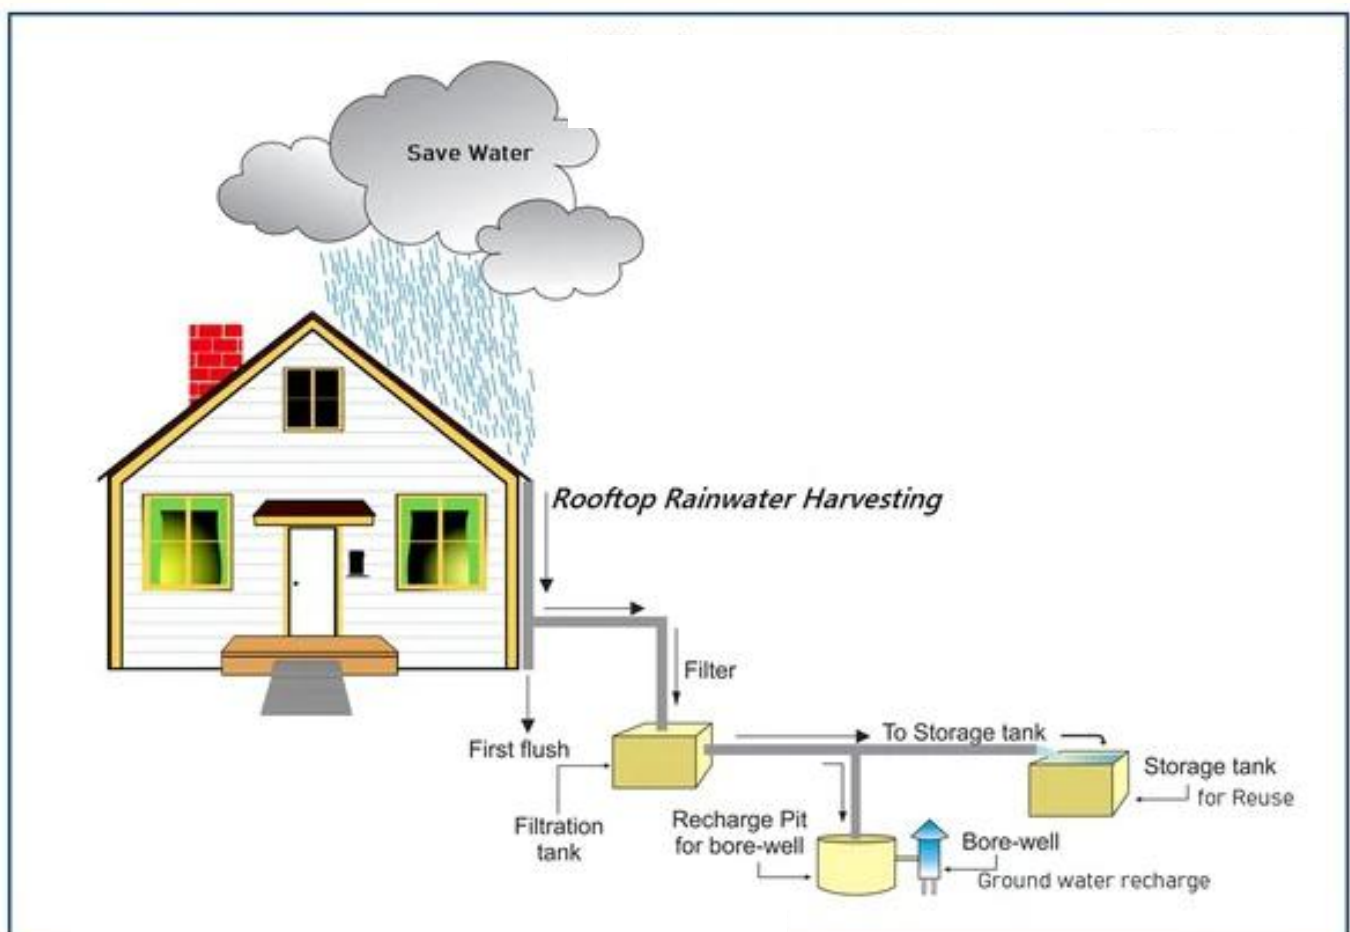 Save Water
Rooftop Rainwater Harvesting
Filter
First flush
To Storage tank
Storage tank
for Reuse
Filtration
tank
Recharge Pit
for bore-well
Bore-well
Ground water recharge